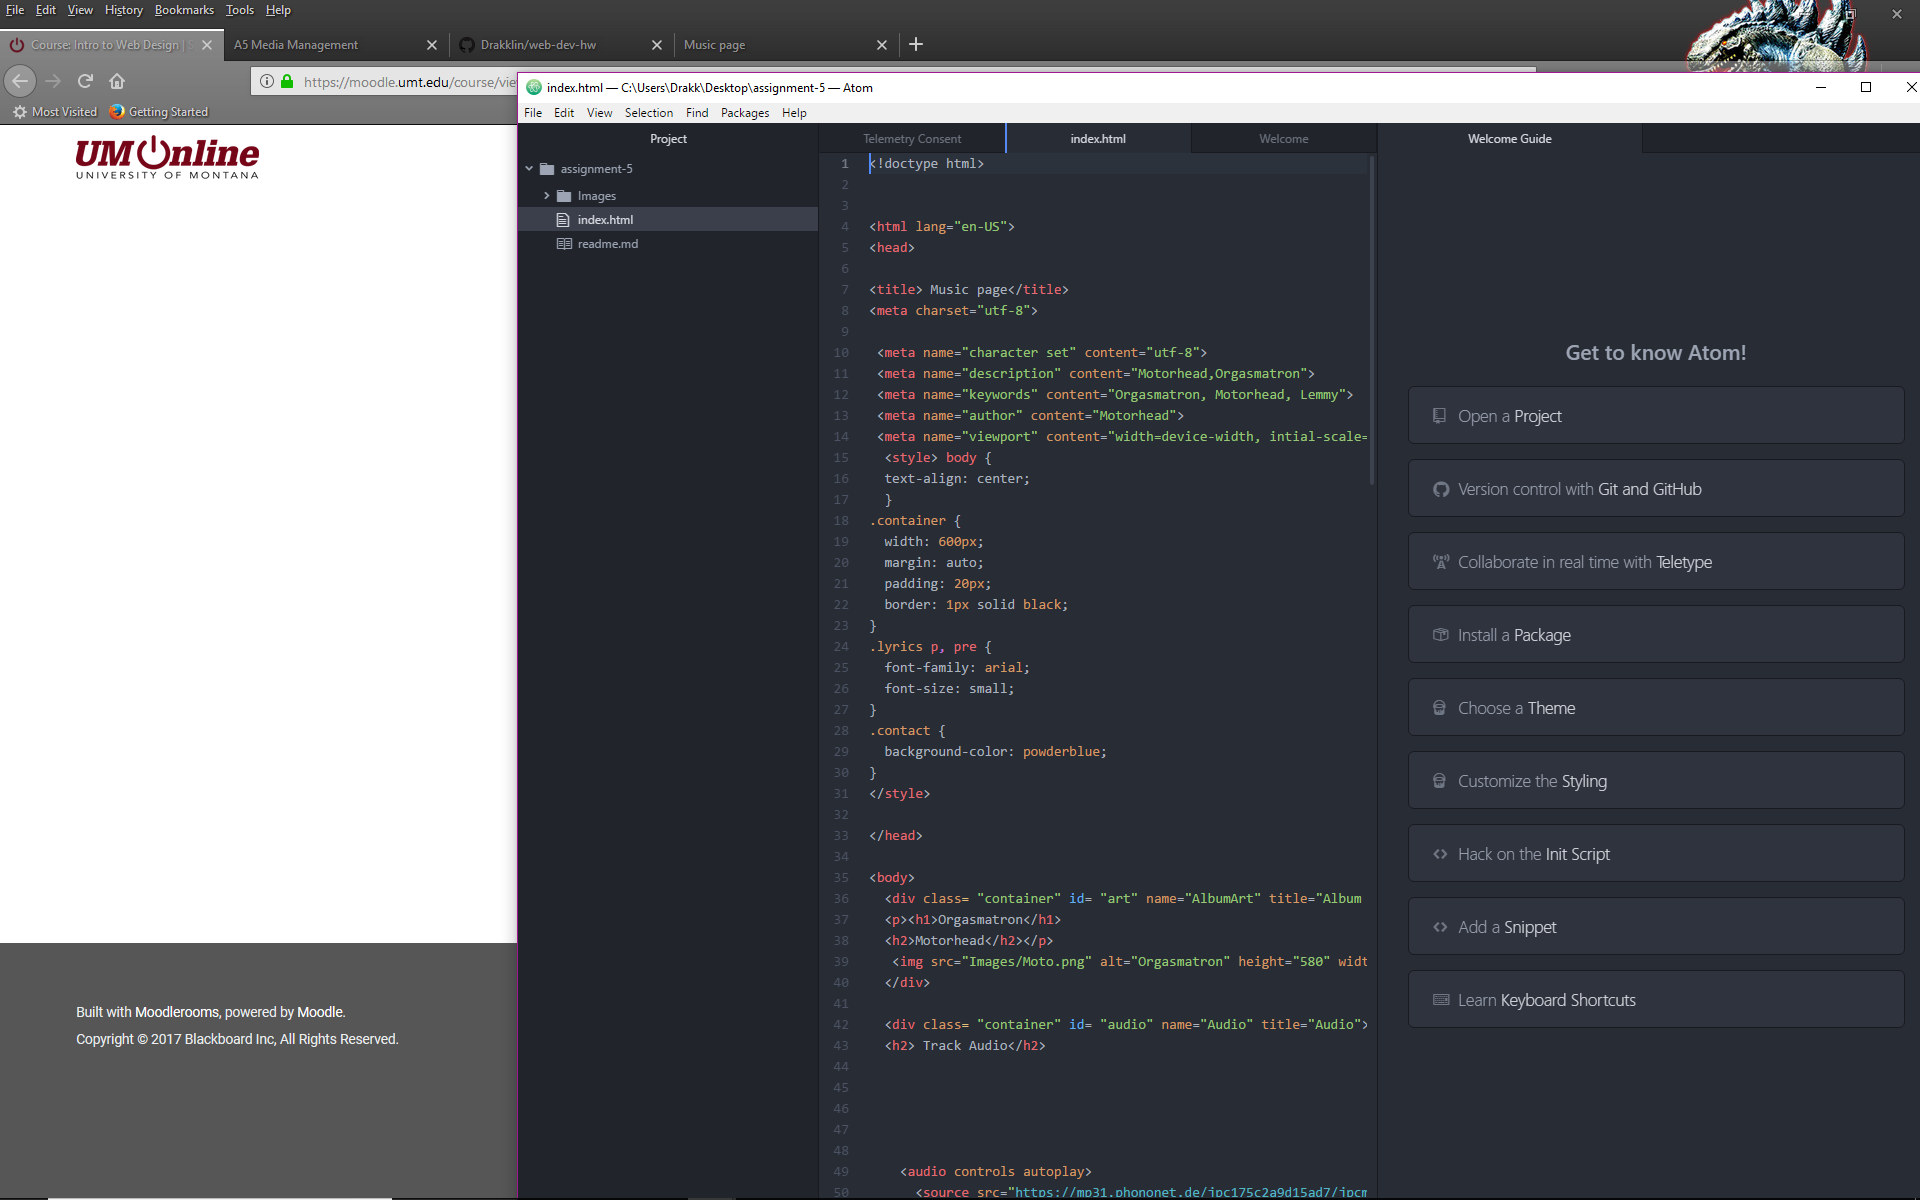 File Edit View History Bookmarks Tools Help
Course: Intro to Web Design |
A5 Media Management
Drakklin/web-dev-hw
Music page
https://moodle.umt.edu/course/vie
Most Visited Getting Started
UMOnline
UNIVERSITY OF MONTANA
Built with Moodlerooms, powered by Moodle.
Copyright © 2017 Blackboard Inc, All Rights Reserved.
index.html — C:\Users\Drakk\Desktop\assignment-5 — Atom
File Edit View Selection Find Packages Help
Project
assignment-5
Images
index.html
readme.md
Telemetry Consent index.html Welcome
1 <!doctype html>
2
3
4 <html lang="en-US">
5 <head>
6
7 <title> Music page</title>
8 <meta charset="utf-8">
9
10 <meta name="character set" content="utf-8">
11 <meta name="description" content="Motorhead,Orgasmatron">
12 <meta name="keywords" content="Orgasmatron, Motorhead, Lemmy">
13 <meta name="author" content="Motorhead">
14 <meta name="viewport" content="width=device-width, intial-scale=
15 <style> body {
16 text-align: center;
17 }
18 .container {
19 width: 600px;
20 margin: auto;
21 padding: 20px;
22 border: 1px solid black;
23 }
24 .lyrics p, pre {
25 font-family: arial;
26 font-size: small;
27 }
28 .contact {
29 background-color: powderblue;
30 }
31 </style>
32
33 </head>
34
35 <body>
36 <div class= "container" id= "art" name="AlbumArt" title="Album
37 <p><h1>Orgasmatron</h1>
38 <h2>Motorhead</h2></p>
39 <img src="Images/Moto.png" alt="Orgasmatron" height="580" widt
40 </div>
41
42 <div class= "container" id= "audio" name="Audio" title="Audio">
43 <h2> Track Audio</h2>
44
45
46
47
48
49 <audio controls autoplay>
50 <source src="https://mp31.phononet.de/jpc175c2a9d15ad7/jpcm
Welcome Guide
Get to know Atom!
Open a Project
Version control with Git and GitHub
Collaborate in real time with Teletype
Install a Package
Choose a Theme
Customize the Styling
Hack on the Init Script
Add a Snippet
Learn Keyboard Shortcuts